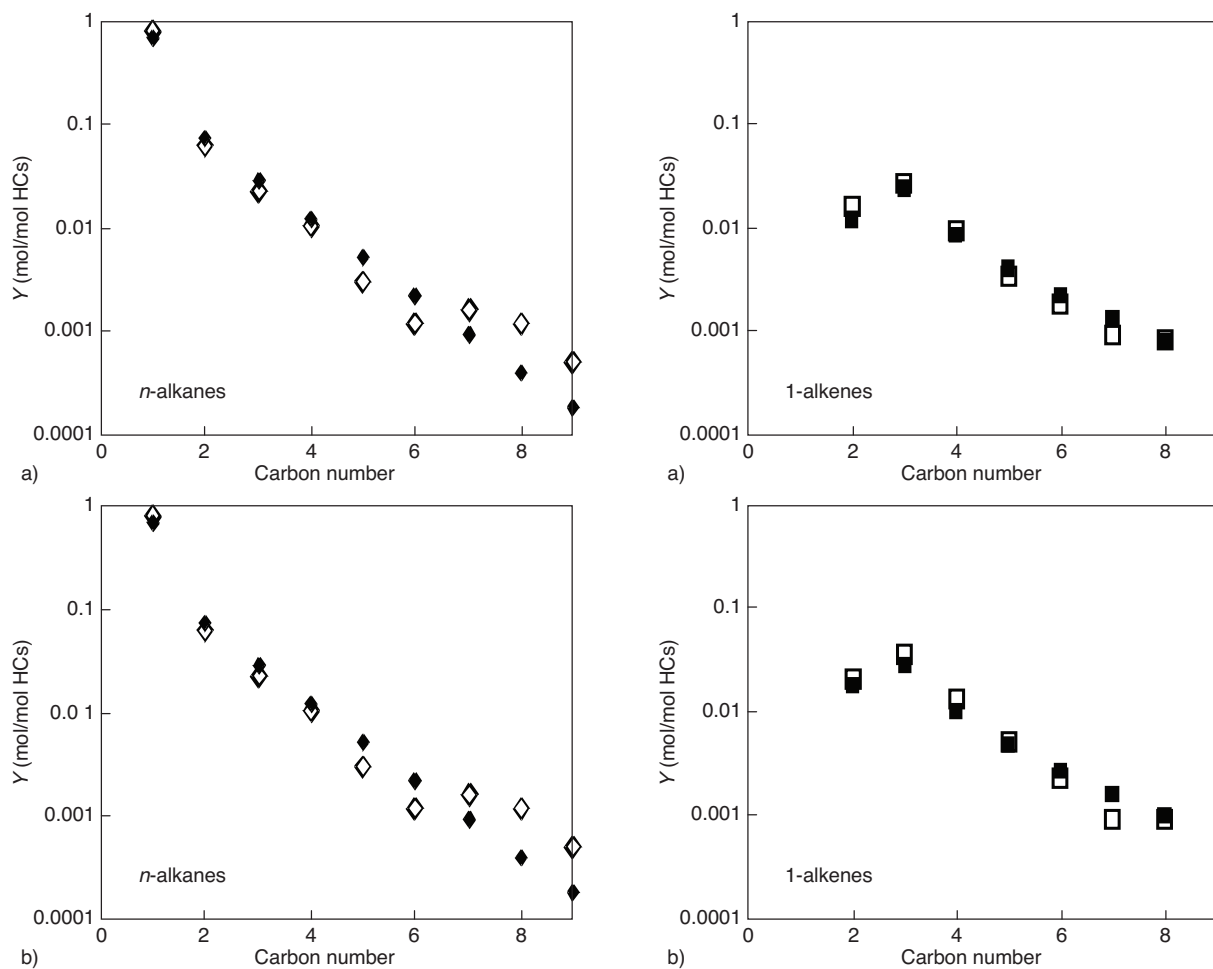 1
0.1
0.01
0.001
0.0001
Y (mol/mol HCs)
n-alkanes
0 2 4 6 8
Carbon number
a)
1
0.1
0.01
0.001
0.0001
Y (mol/mol HCs)
1-alkenes
0 2 4 6 8
Carbon number
a)
1
0.1
0.01
0.001
0.0001
Y (mol/mol HCs)
n-alkanes
0 2 4 6 8
Carbon number
b)
1
0.1
0.01
0.001
0.0001
Y (mol/mol HCs)
1-alkenes
0 2 4 6 8
Carbon number
b)